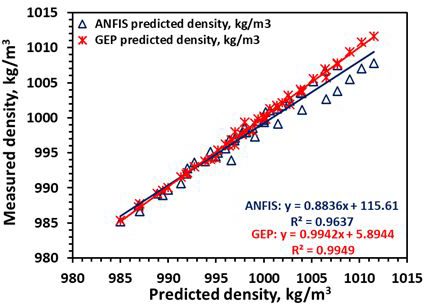 ANFIS predicted density, kg/m3
GEP predicted density, kg/m3
Measured density, kg/m³
1015
1010
1005
1000
995
990
985
980
ANFIS: y = 0.8836x + 115.61
R² = 0.9637
GEP: y = 0.9942x + 5.8944
R² = 0.9949
980 985 990 995 1000 1005 1010 1015
Predicted density, kg/m³